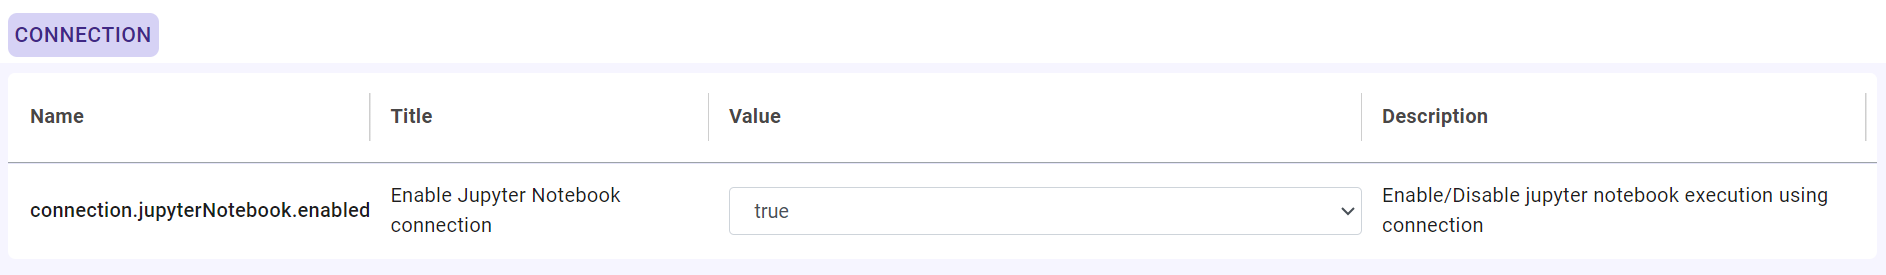 CONNECTION
Name Title Value Description
connection.jupyterNotebook.enabled
Enable Jupyter Notebook
connection
true
Enable/Disable jupyter notebook execution using
connection